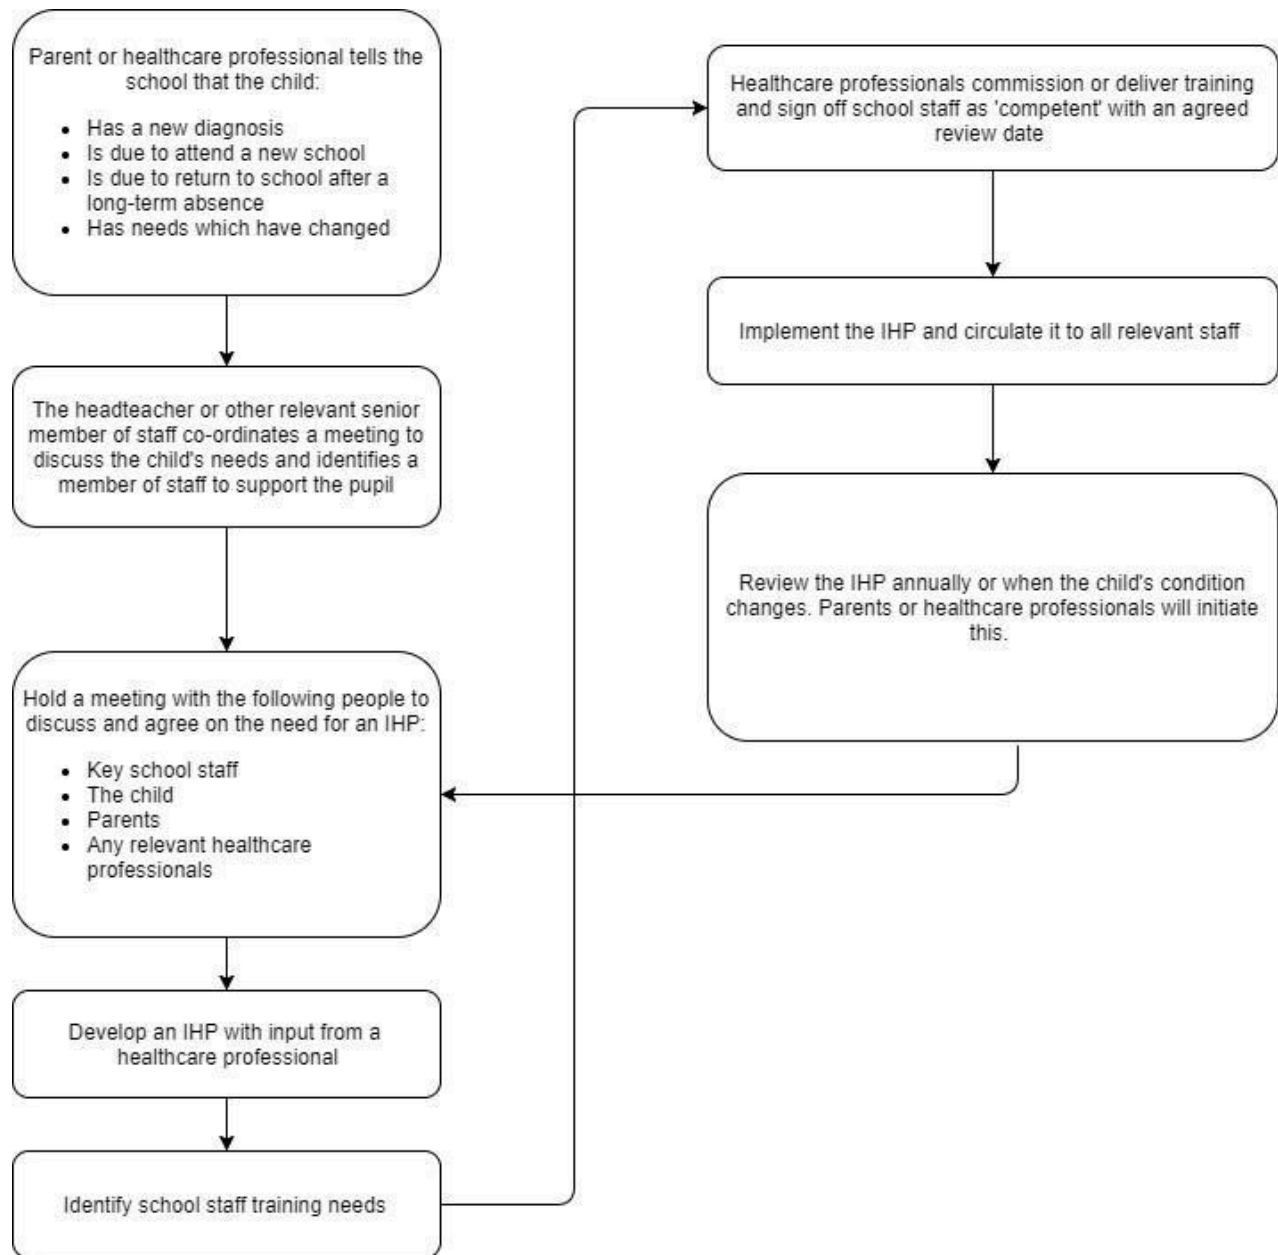 Parent or healthcare professional tells the
school that the child:
• Has a new diagnosis
• Is due to attend a new school
• Is due to return to school after a
long-term absence
• Has needs which have changed
The headteacher or other relevant senior
member of staff co-ordinates a meeting to
discuss the child's needs and identifies a
member of staff to support the pupil
Hold a meeting with the following people to
discuss and agree on the need for an IHP:
• Key school staff
• The child
• Parents
• Any relevant healthcare
professionals
Develop an IHP with input from a
healthcare professional
Identify school staff training needs
Healthcare professionals commission or deliver training
and sign off school staff as 'competent' with an agreed
review date
Implement the IHP and circulate it to all relevant staff
Review the IHP annually or when the child's condition
changes. Parents or healthcare professionals will initiate
this.